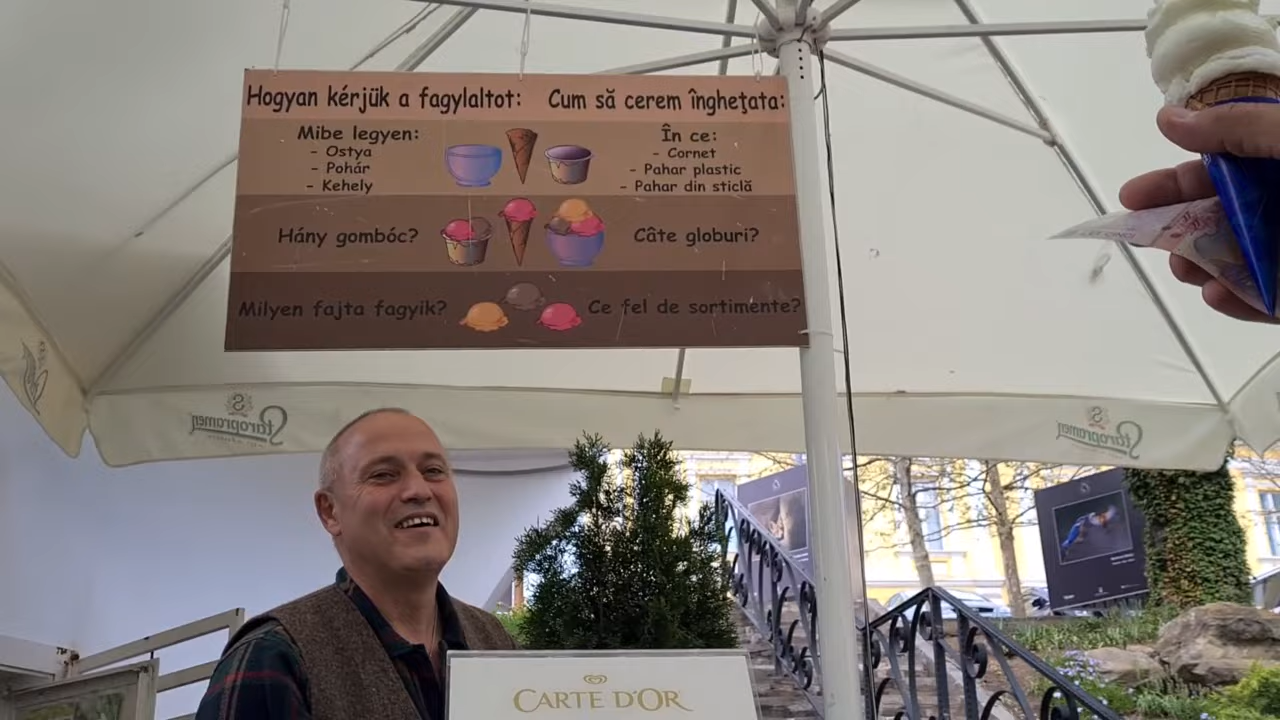 Hogyan kérjük a fagylaltot:
Cum să cerem îngheţata:
Mibe legyen:
- Ostya
- Pohár
- Kehely
În ce:
- Cornet
- Pahar plastic
- Pahar din sticlă
Hány gombóc?
Câte globuri?
Milyen fajta fagyik?
Ce fel de sortimente?
Staropramen
Staropramen
CARTE D'OR